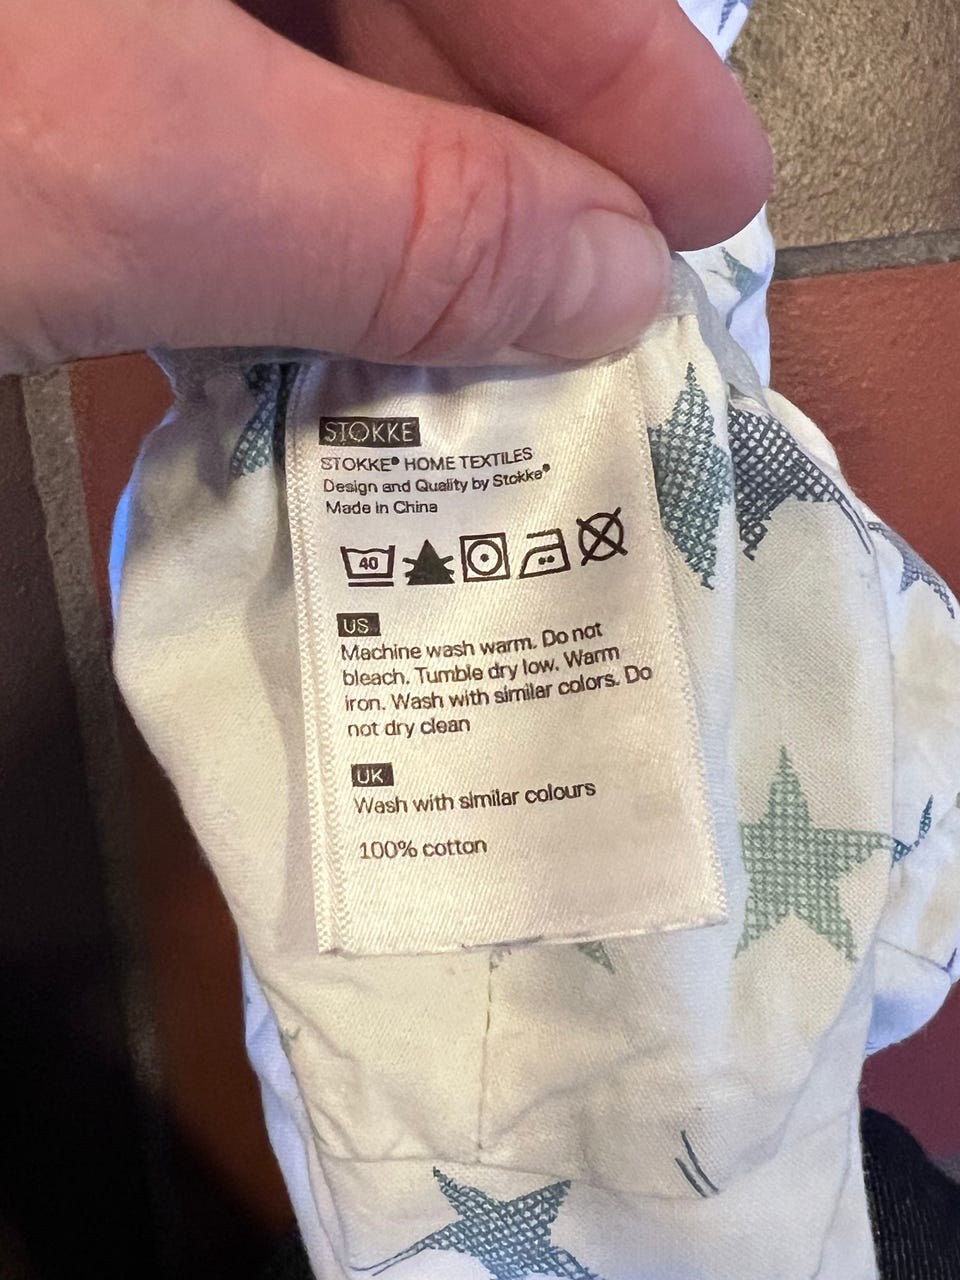 STOKKE
STOKKE® HOME TEXTILES
Design and Quality by Stokke®
Made in China
40
US
Machine wash warm. Do not
bleach. Tumble dry low. Warm
iron. Wash with similar colors. Do
not dry clean
UK
Wash with similar colours
100% cotton